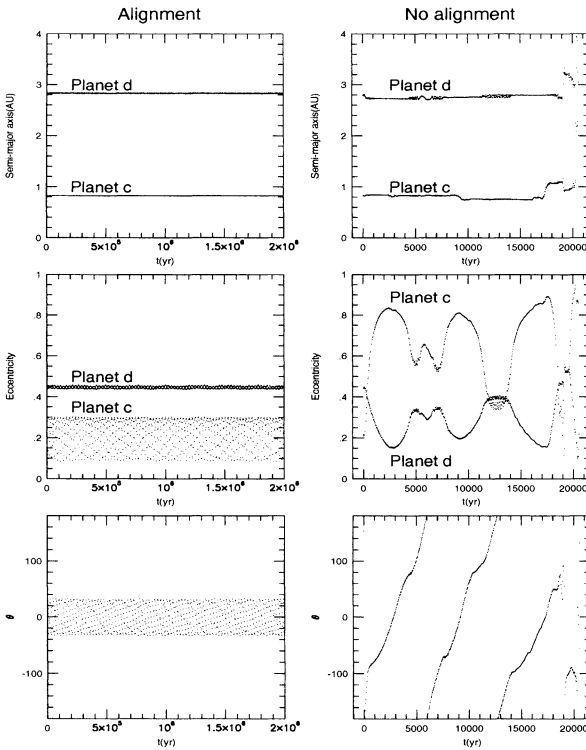 Alignment
No alignment
4
3
2
1
0
Semi-major axis(AU)
Planet d
Planet c
0
5×10⁵
10⁶
1.5×10⁶
2×10⁶
t(yr)
4
3
2
1
0
Semi-major axis(AU)
Planet d
Planet c
0
5000
10000
15000
20000
t(yr)
1
.8
.6
.4
.2
0
Eccentricity
Planet d
Planet c
0
5×10⁵
10⁶
1.5×10⁶
2×10⁶
t(yr)
1
.8
.6
.4
.2
0
Eccentricity
Planet c
Planet d
0
5000
10000
15000
20000
t(yr)
100
0
-100
θ
0
5×10⁵
10⁶
1.5×10⁶
2×10⁶
t(yr)
100
0
-100
θ
0
5000
10000
15000
20000
t(yr)